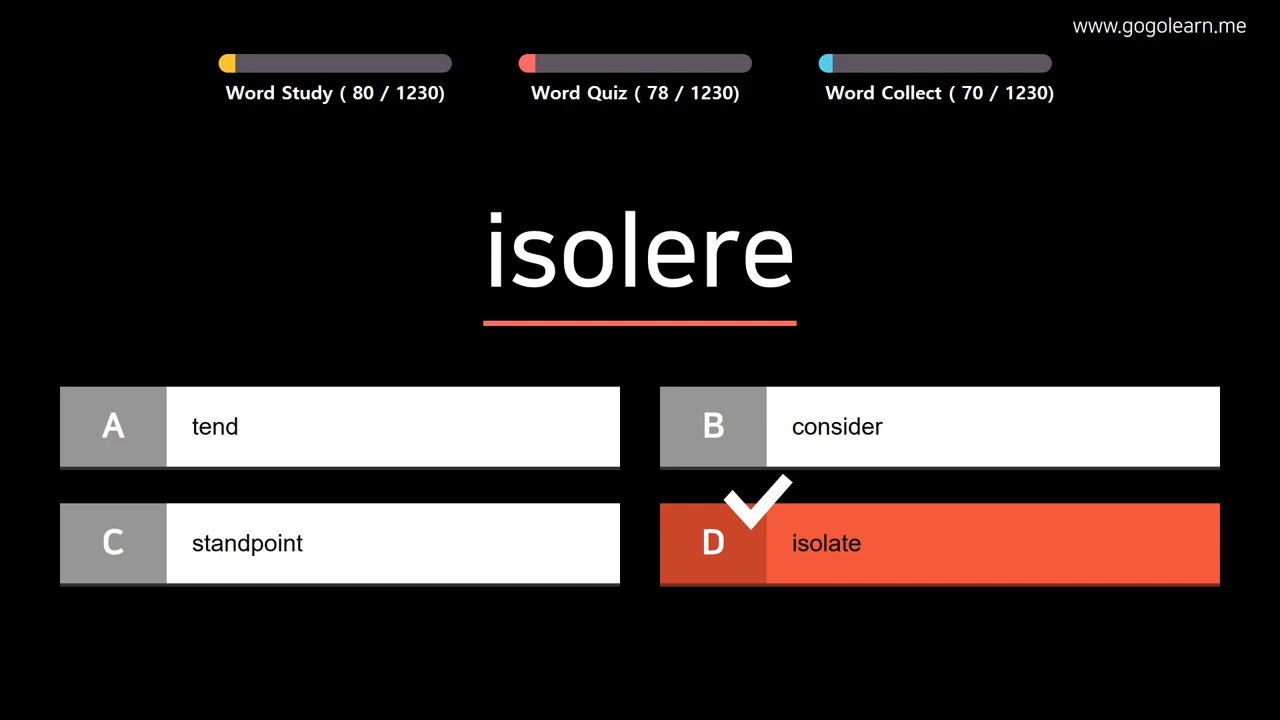 www.gogolearn.me
Word Study ( 80 / 1230)
Word Quiz ( 78 / 1230)
Word Collect ( 70 / 1230)
isolere
A tend
B consider
C standpoint
D isolate